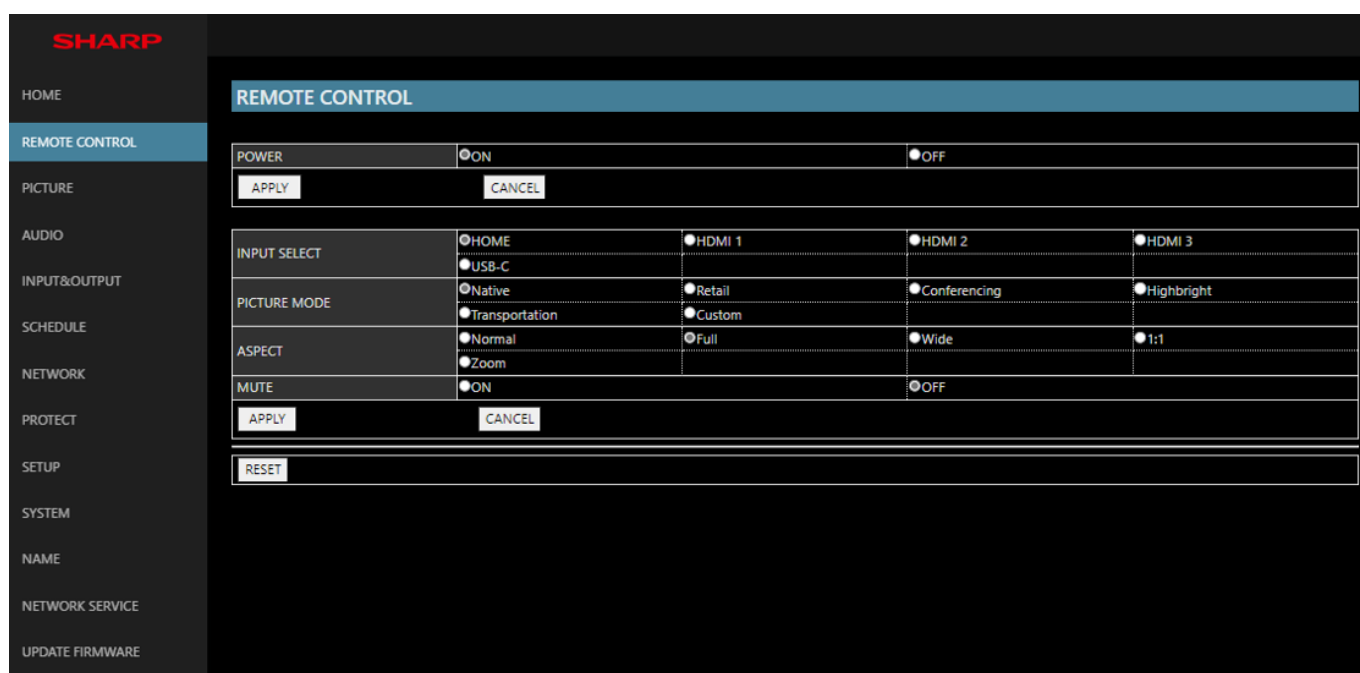 SHARP
HOME
REMOTE CONTROL
PICTURE
AUDIO
INPUT&OUTPUT
SCHEDULE
NETWORK
PROTECT
SETUP
SYSTEM
NAME
NETWORK SERVICE
UPDATE FIRMWARE
REMOTE CONTROL
POWER ON OFF
APPLY CANCEL
INPUT SELECT
HOME HDMI 1 HDMI 2 HDMI 3
USB-C
PICTURE MODE
Native Retail Conferencing Highbright
Transportation Custom
ASPECT
Normal Full Wide 1:1
Zoom
MUTE ON OFF
APPLY CANCEL
RESET